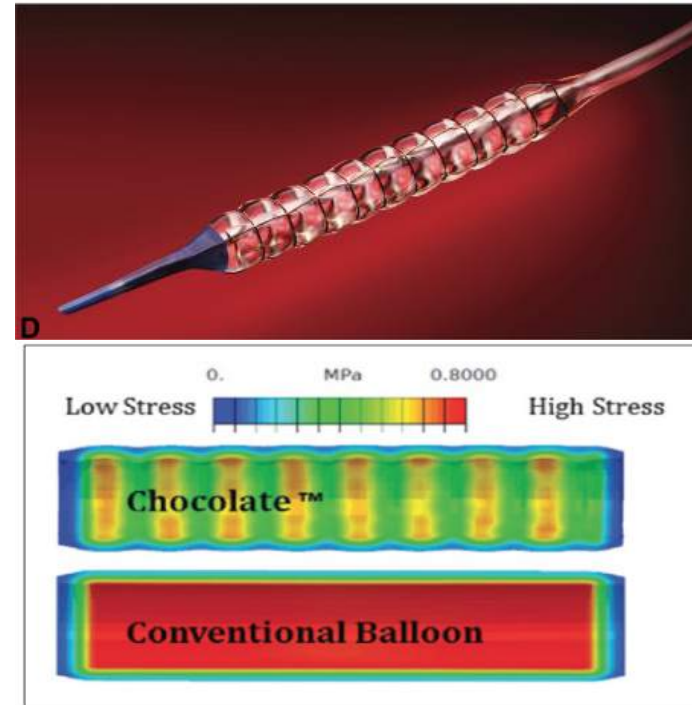 D
0. MPa 0.8000
Low Stress High Stress
Chocolate™
Conventional Balloon